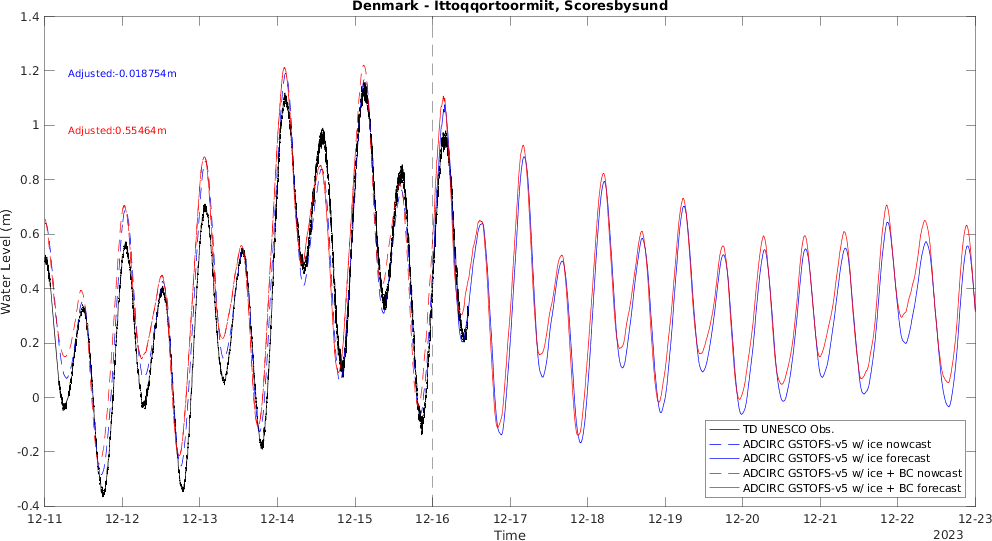 Denmark - Ittoqqortoormiit, Scoresbysund
1.4
1.2
1
0.8
0.6
0.4
0.2
0
-0.2
-0.4
Water Level (m)
Adjusted:-0.018754m
Adjusted:0.55464m
TD UNESCO Obs.
ADCIRC GSTOFS-v5 w/ ice nowcast
ADCIRC GSTOFS-v5 w/ ice forecast
ADCIRC GSTOFS-v5 w/ ice + BC nowcast
ADCIRC GSTOFS-v5 w/ ice + BC forecast
12-11 12-12 12-13 12-14 12-15 12-16 12-17 12-18 12-19 12-20 12-21 12-22 12-23
Time
2023